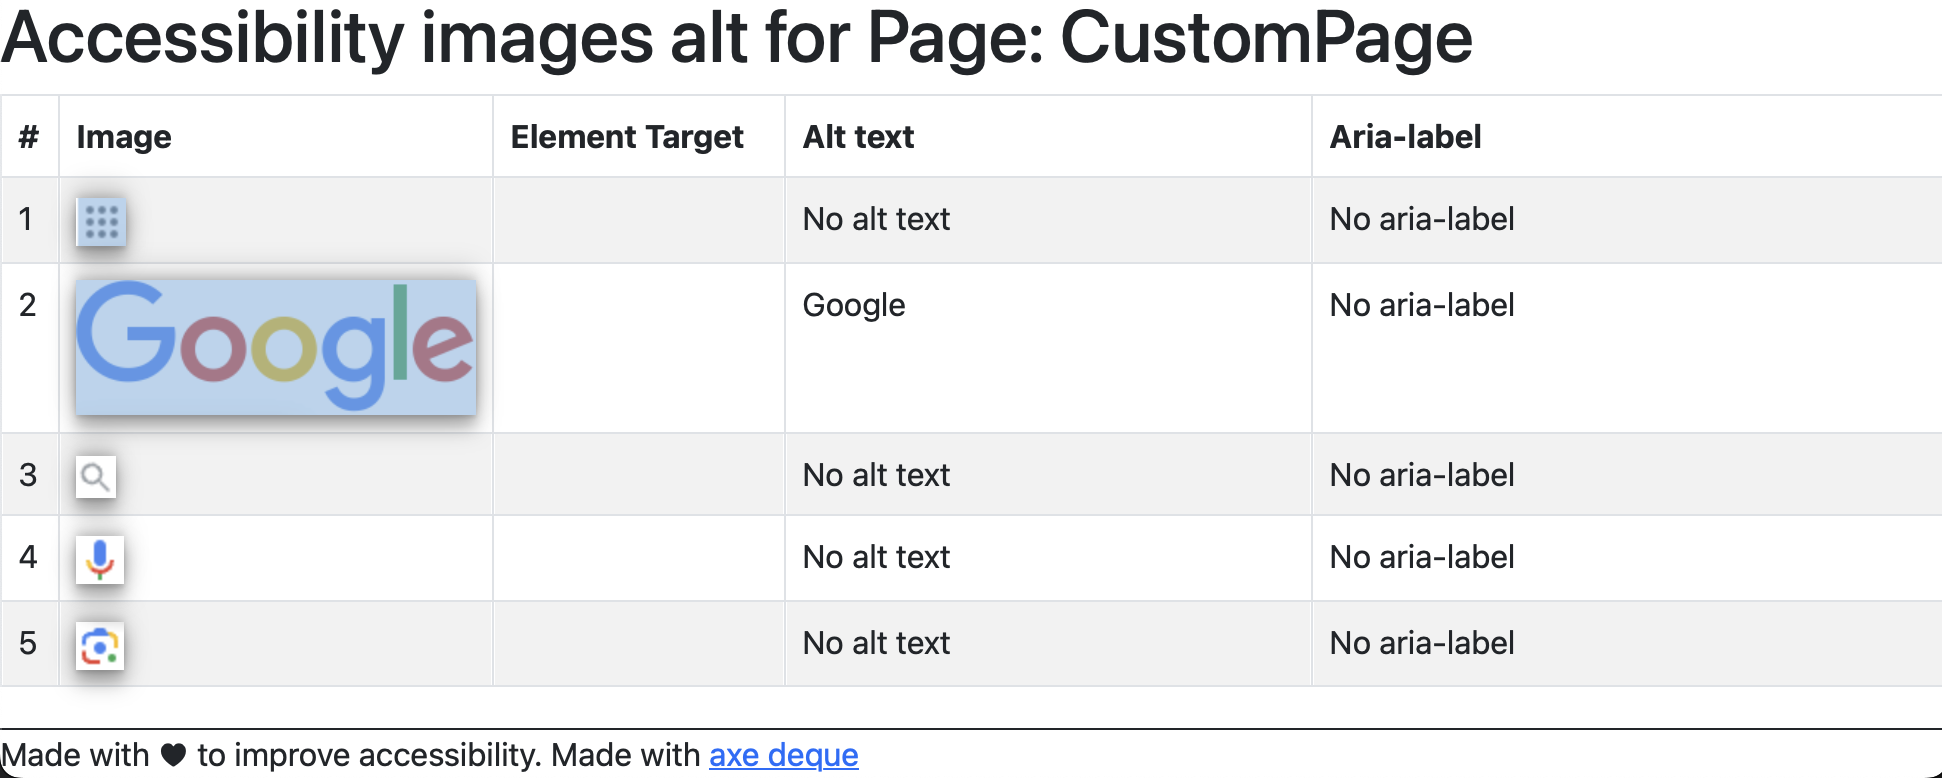 Accessibility images alt for Page: CustomPage
# Image Element Target Alt text Aria-label
1 No alt text No aria-label
2 Google Google No aria-label
3 No alt text No aria-label
4 No alt text No aria-label
5 No alt text No aria-label
Made with ♥ to improve accessibility. Made with axe deque